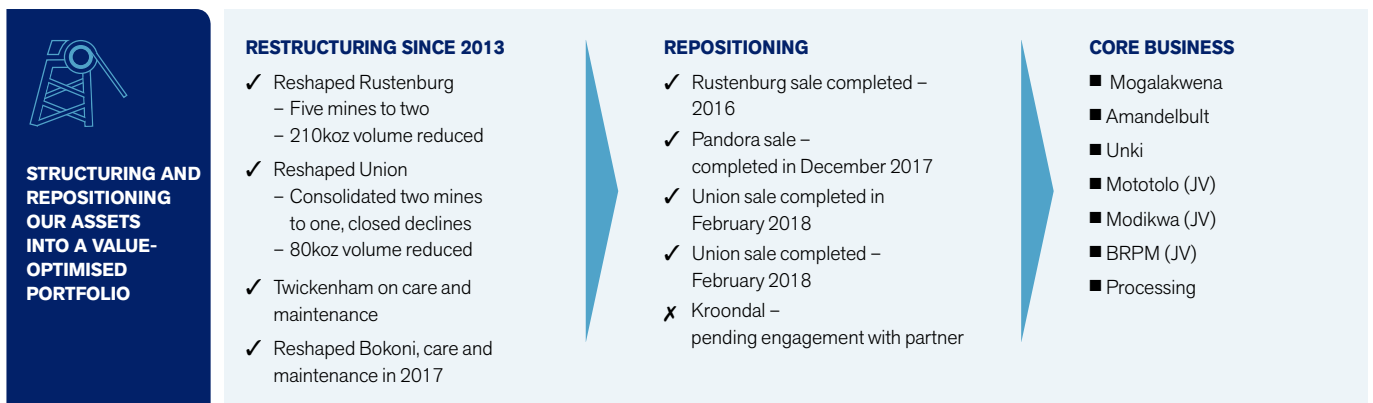 STRUCTURING AND
REPOSITIONING
OUR ASSETS
INTO A VALUE-
OPTIMISED
PORTFOLIO
RESTRUCTURING SINCE 2013
✓ Reshaped Rustenburg
– Five mines to two
– 210koz volume reduced
✓ Reshaped Union
– Consolidated two mines
to one, closed declines
– 80koz volume reduced
✓ Twickenham on care and
maintenance
✓ Reshaped Bokoni, care and
maintenance in 2017
REPOSITIONING
✓ Rustenburg sale completed –
2016
✓ Pandora sale –
completed in December 2017
✓ Union sale completed in
February 2018
✓ Union sale completed –
February 2018
✗ Kroondal –
pending engagement with partner
CORE BUSINESS
■ Mogalakwena
■ Amandelbult
■ Unki
■ Mototolo (JV)
■ Modikwa (JV)
■ BRPM (JV)
■ Processing